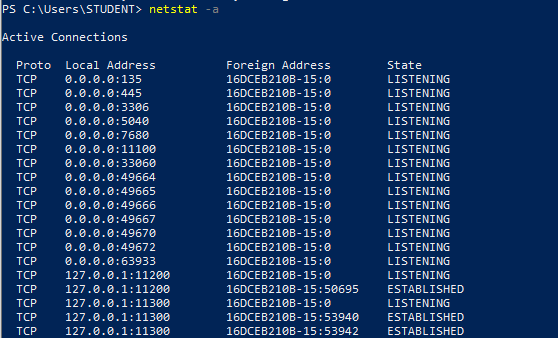 PS C:\Users\STUDENT> netstat -a
Active Connections
Proto Local Address Foreign Address State
TCP 0.0.0.0:135 16DCEB210B-15:0 LISTENING
TCP 0.0.0.0:445 16DCEB210B-15:0 LISTENING
TCP 0.0.0.0:3306 16DCEB210B-15:0 LISTENING
TCP 0.0.0.0:5040 16DCEB210B-15:0 LISTENING
TCP 0.0.0.0:7680 16DCEB210B-15:0 LISTENING
TCP 0.0.0.0:11100 16DCEB210B-15:0 LISTENING
TCP 0.0.0.0:33060 16DCEB210B-15:0 LISTENING
TCP 0.0.0.0:49664 16DCEB210B-15:0 LISTENING
TCP 0.0.0.0:49665 16DCEB210B-15:0 LISTENING
TCP 0.0.0.0:49666 16DCEB210B-15:0 LISTENING
TCP 0.0.0.0:49667 16DCEB210B-15:0 LISTENING
TCP 0.0.0.0:49670 16DCEB210B-15:0 LISTENING
TCP 0.0.0.0:49672 16DCEB210B-15:0 LISTENING
TCP 0.0.0.0:63933 16DCEB210B-15:0 LISTENING
TCP 127.0.0.1:11200 16DCEB210B-15:0 LISTENING
TCP 127.0.0.1:11200 16DCEB210B-15:50695 ESTABLISHED
TCP 127.0.0.1:11300 16DCEB210B-15:0 LISTENING
TCP 127.0.0.1:11300 16DCEB210B-15:53940 ESTABLISHED
TCP 127.0.0.1:11300 16DCEB210B-15:53942 ESTABLISHED